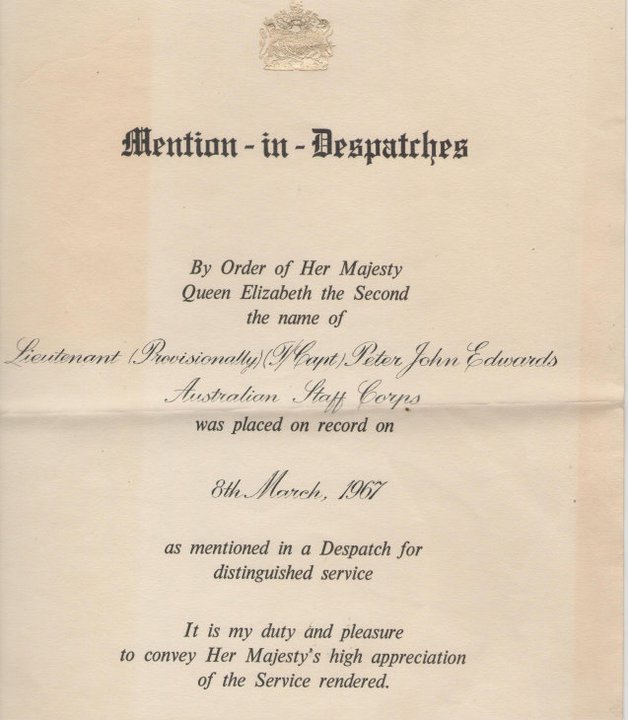 Mention-in-Despatches
By Order of Her Majesty
Queen Elizabeth the Second
the name of
Lieutenant (Provisionally) (T/Capt) Peter John Edwards
Australian Staff Corps
was placed on record on
8th March, 1967
as mentioned in a Despatch for
distinguished service
It is my duty and pleasure
to convey Her Majesty's high appreciation
of the Service rendered.